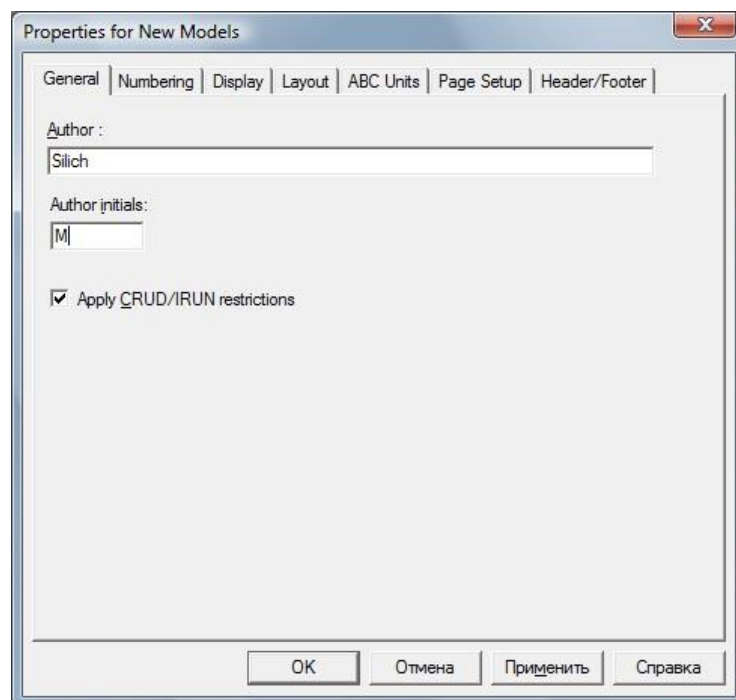 Properties for New Models
General Numbering Display Layout ABC Units Page Setup Header/Footer
Author :
Silich
Author initials:
M
Apply CRUD/IRUN restrictions
OK Отмена Применить Справка